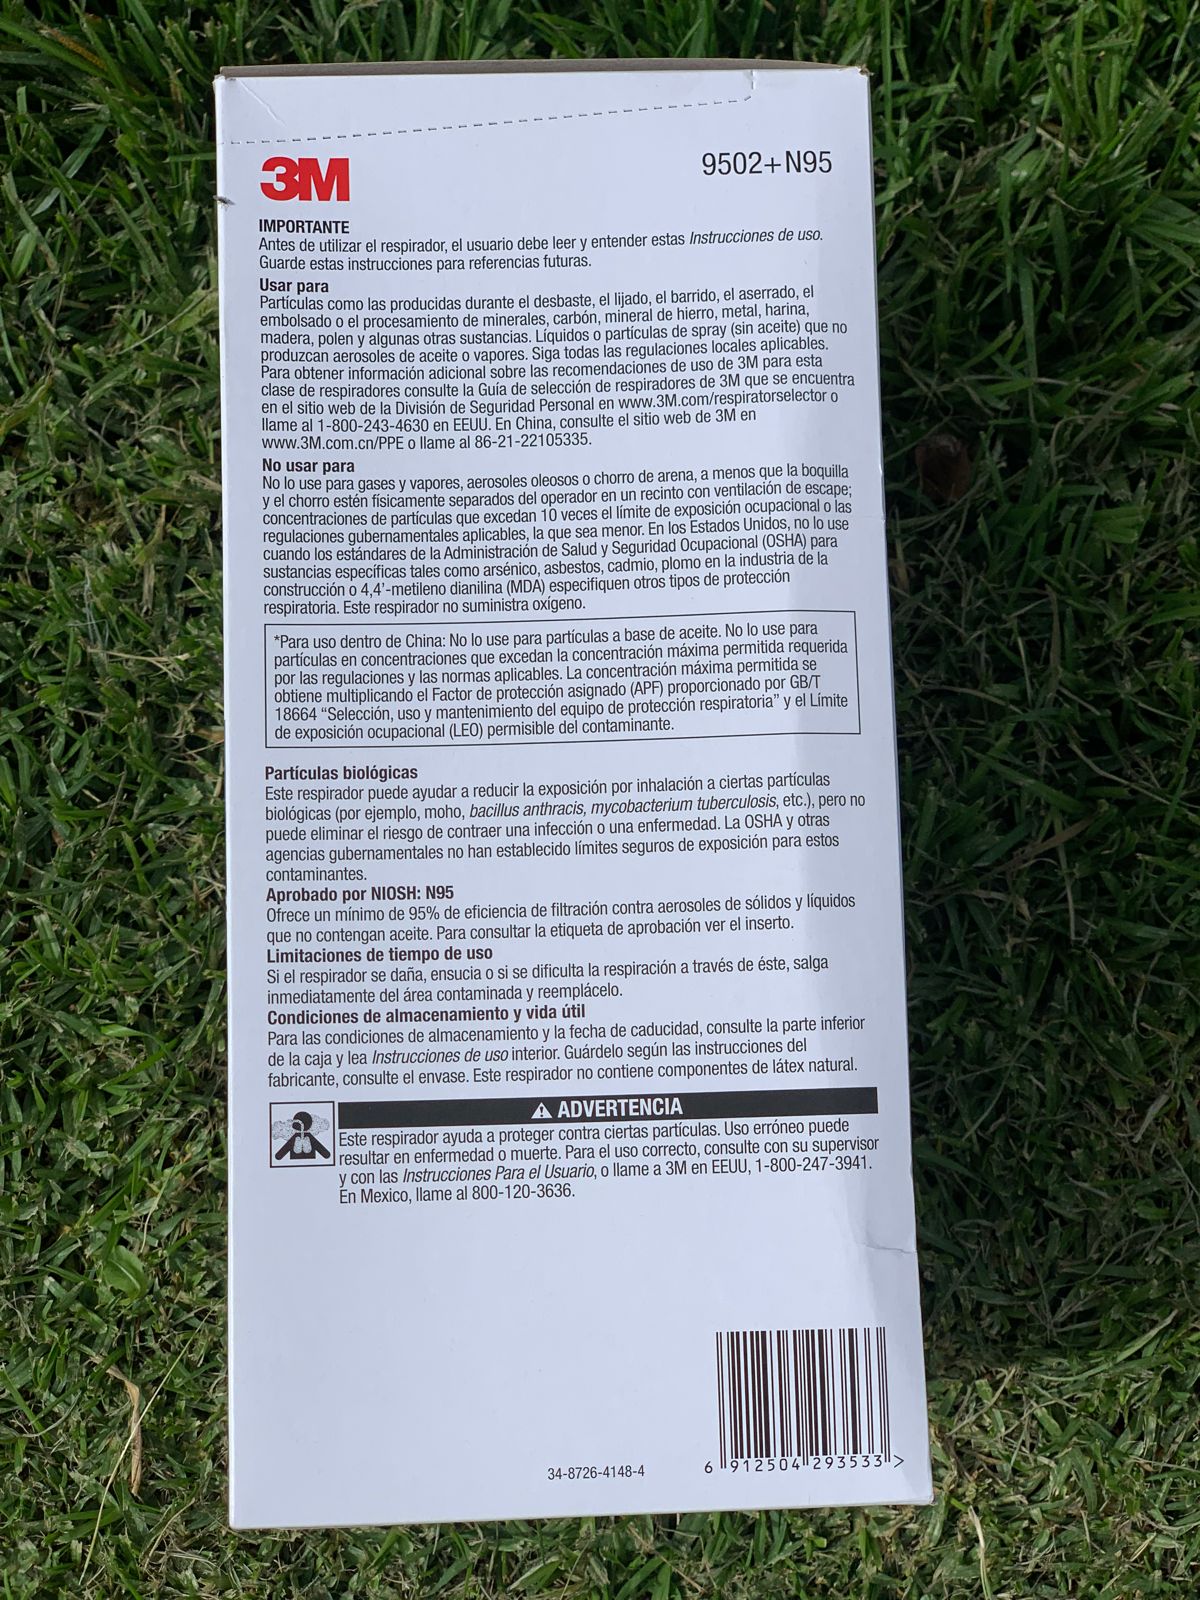 3M
9502+N95
IMPORTANTE
Antes de utilizar el respirador, el usuario debe leer y entender estas Instrucciones de uso.
Guarde estas instrucciones para referencias futuras.
Usar para
Partículas como las producidas durante el desbaste, el lijado, el barrido, el aserrado, el
embolsado o el procesamiento de minerales, carbón, mineral de hierro, metal, harina,
madera, polen y algunas otras sustancias. Líquidos o partículas de spray (sin aceite) que no
produzcan aerosoles de aceite o vapores. Siga todas las regulaciones locales aplicables.
Para obtener información adicional sobre las recomendaciones de uso de 3M para esta
clase de respiradores consulte la Guía de selección de respiradores de 3M que se encuentra
en el sitio web de la División de Seguridad Personal en www.3M.com/respiratorselector o
llame al 1-800-243-4630 en EEUU. En China, consulte el sitio web de 3M en
www.3M.com.cn/PPE o llame al 86-21-22105335.
No usar para
No lo use para gases y vapores, aerosoles oleosos o chorro de arena, a menos que la boquilla
y el chorro estén físicamente separados del operador en un recinto con ventilación de escape;
concentraciones de partículas que excedan 10 veces el límite de exposición ocupacional o las
regulaciones gubernamentales aplicables, la que sea menor. En los Estados Unidos, no lo use
cuando los estándares de la Administración de Salud y Seguridad Ocupacional (OSHA) para
sustancias específicas tales como arsénico, asbestos, cadmio, plomo en la industria de la
construcción o 4,4'-metileno dianilina (MDA) especifiquen otros tipos de protección
respiratoria. Este respirador no suministra oxígeno.
*Para uso dentro de China: No lo use para partículas a base de aceite. No lo use para
partículas en concentraciones que excedan la concentración máxima permitida requerida
por las regulaciones y las normas aplicables. La concentración máxima permitida se
obtiene multiplicando el Factor de protección asignado (APF) proporcionado por GB/T
18664 “Selección, uso y mantenimiento del equipo de protección respiratoria” y el Límite
de exposición ocupacional (LEO) permisible del contaminante.
Partículas biológicas
Este respirador puede ayudar a reducir la exposición por inhalación a ciertas partículas
biológicas (por ejemplo, moho, bacillus anthracis, mycobacterium tuberculosis, etc.), pero no
puede eliminar el riesgo de contraer una infección o una enfermedad. La OSHA y otras
agencias gubernamentales no han establecido límites seguros de exposición para estos
contaminantes.
Aprobado por NIOSH: N95
Ofrece un mínimo de 95% de eficiencia de filtración contra aerosoles de sólidos y líquidos
que no contengan aceite. Para consultar la etiqueta de aprobación ver el inserto.
Limitaciones de tiempo de uso
Si el respirador se daña, ensucia o si se dificulta la respiración a través de éste, salga
inmediatamente del área contaminada y reemplácelo.
Condiciones de almacenamiento y vida útil
Para las condiciones de almacenamiento y la fecha de caducidad, consulte la parte inferior
de la caja y lea Instrucciones de uso interior. Guárdelo según las instrucciones del
fabricante, consulte el envase. Este respirador no contiene componentes de látex natural.
ADVERTENCIA
Este respirador ayuda a proteger contra ciertas partículas. Uso erróneo puede
resultar en enfermedad o muerte. Para el uso correcto, consulte con su supervisor
y con las Instrucciones Para el Usuario, o llame a 3M en EEUU, 1-800-247-3941.
En Mexico, llame al 800-120-3636.
34-8726-4148-4
6 912504 293533 >